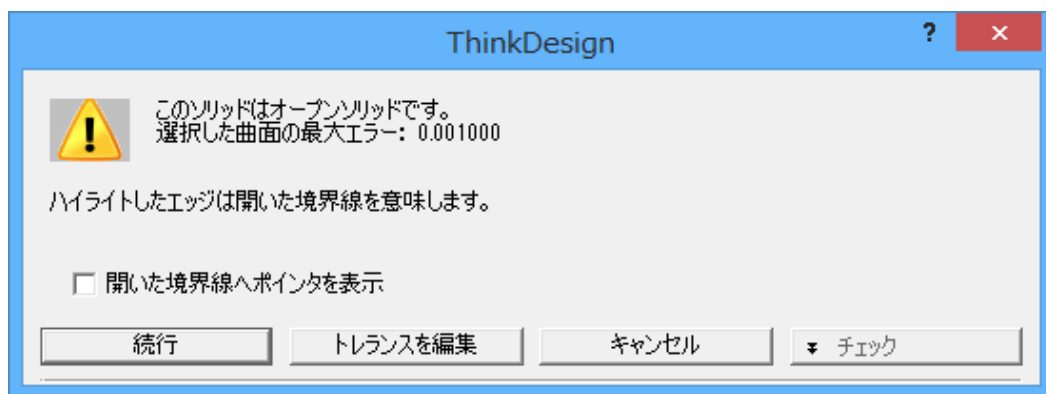 ThinkDesign
?
このソリッドはオープンソリッドです。
選択した曲面の最大エラー: 0.001000
ハイライトしたエッジは開いた境界線を意味します。
開いた境界線へポインタを表示
続行
トレランスを編集
キャンセル
チェック